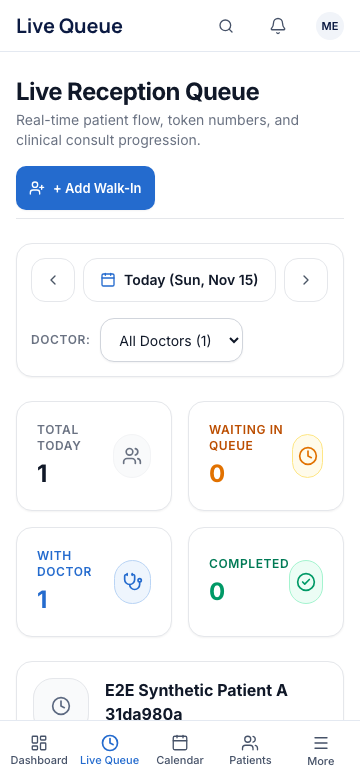 Live Queue
ME
Live Reception Queue
Real-time patient flow, token numbers, and
clinical consult progression.
+ Add Walk-In
Today (Sun, Nov 15)
DOCTOR:
All Doctors (1)
TOTAL
TODAY
1
WAITING IN
QUEUE
0
WITH
DOCTOR
1
COMPLETED
0
E2E Synthetic Patient A
31da980a
Dashboard
Live Queue
Calendar
Patients
More